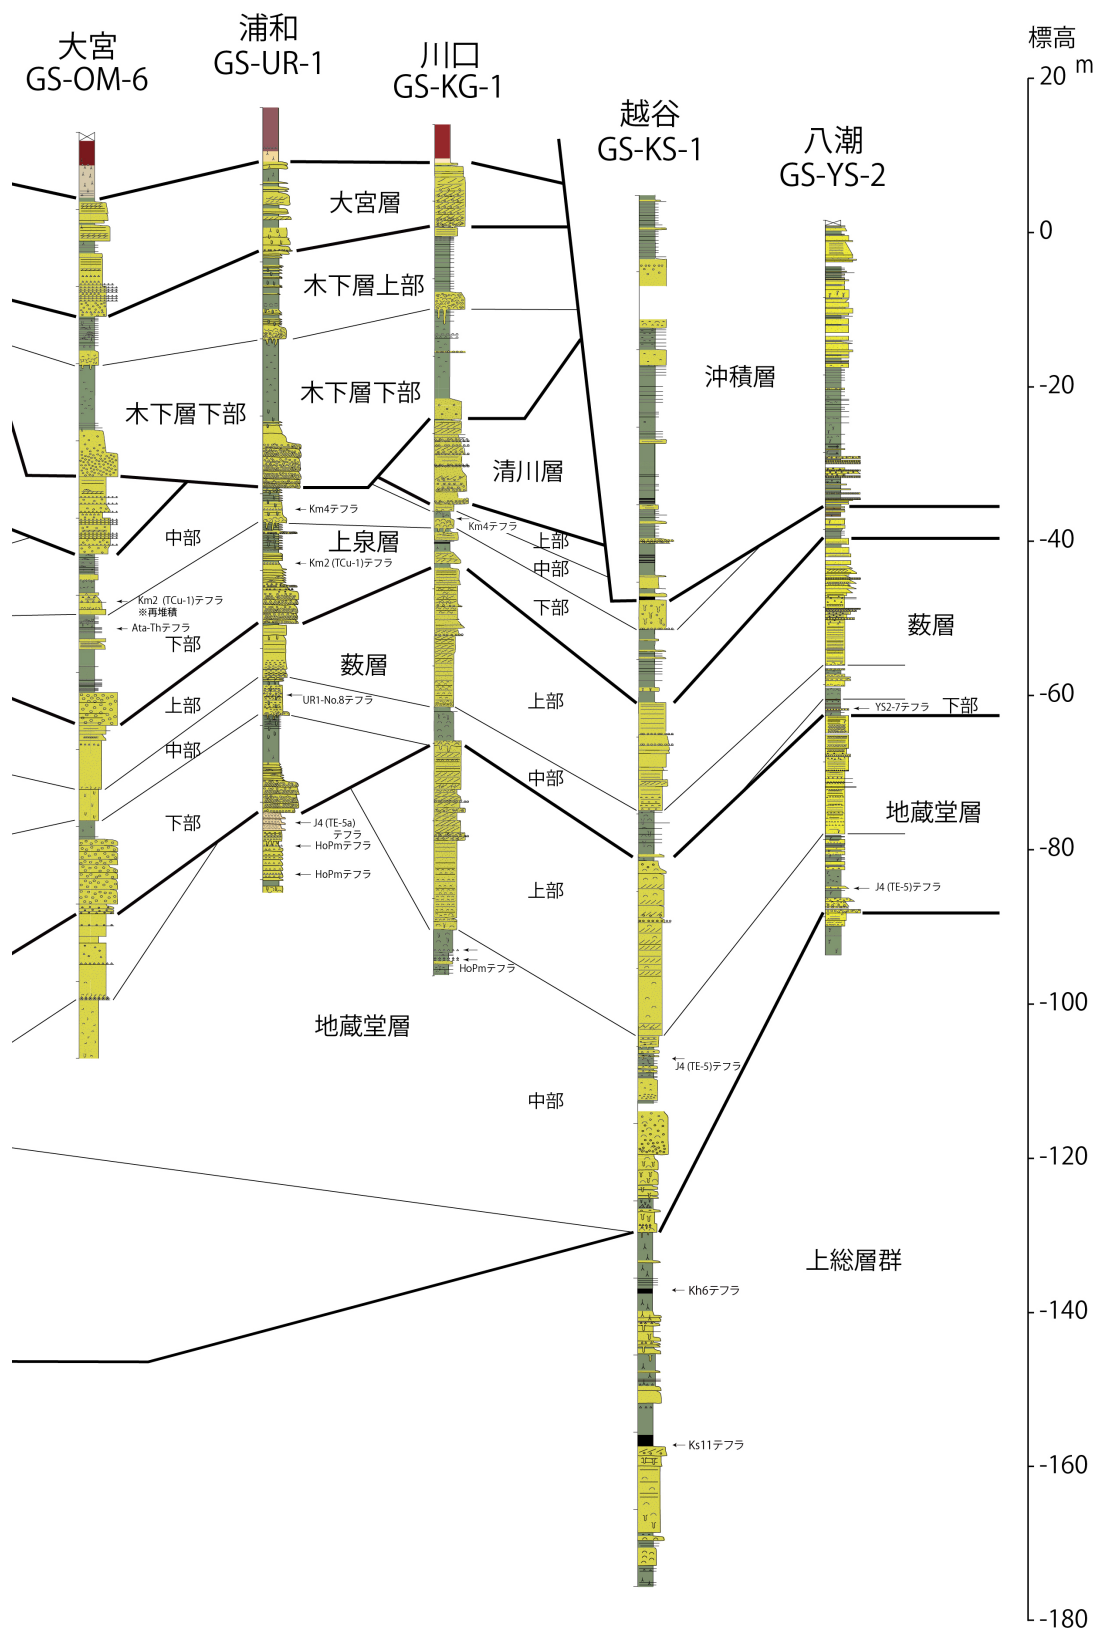 大宮
GS-OM-6
浦和
GS-UR-1
川口
GS-KG-1
越谷
GS-KS-1
八潮
GS-YS-2
標高
20 m
0
-20
-40
-60
-80
-100
-120
-140
-160
-180
大宮層
木下層上部
木下層下部
木下層下部
沖積層
清川層
Km4テフラ
Km4テフラ
中部
上泉層
上部
Km2 (TCu-1)テフラ
中部
Km2 (TCu-1)テフラ
※再堆積
下部
Ata-Thテフラ
下部
藪層
藪層
UR1-No.8テフラ
上部
上部
YS2-7テフラ
下部
中部
中部
下部
J4 (TE-5a)
テフラ
地蔵堂層
HoPmテフラ
HoPmテフラ
上部
J4 (TE-5)テフラ
HoPmテフラ
地蔵堂層
J4 (TE-5)テフラ
中部
上総層群
Kh6テフラ
Ks11テフラ